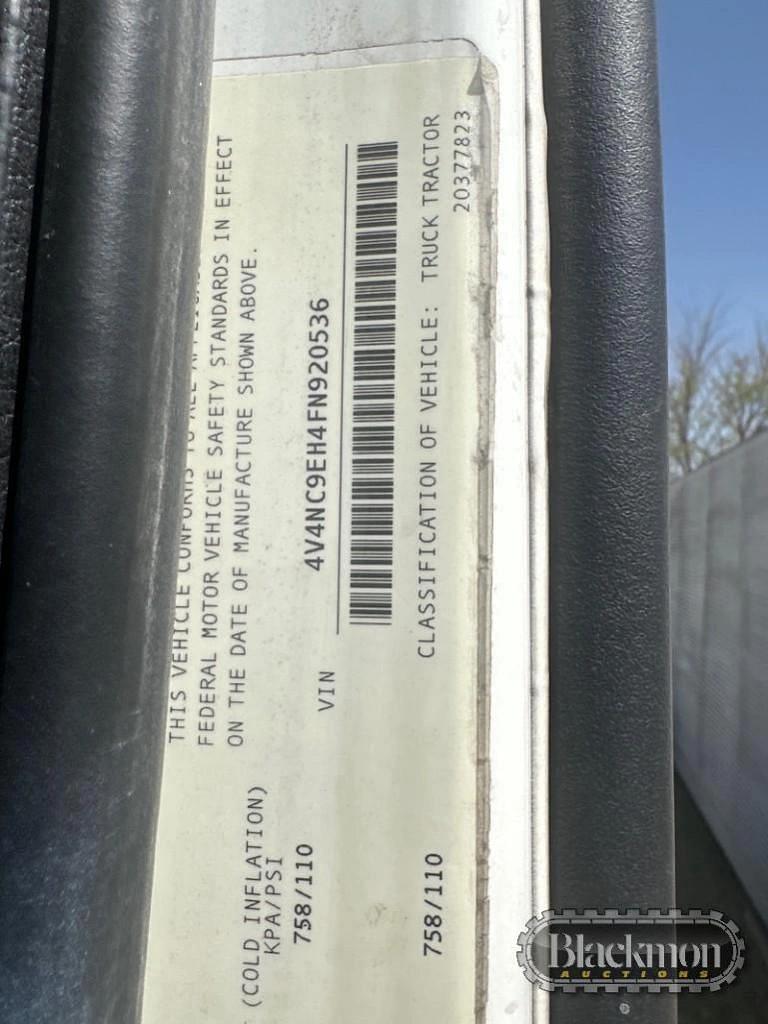 THIS VEHICLE CONFORMS TO ALL
FEDERAL MOTOR VEHICLE SAFETY STANDARDS IN EFFECT
ON THE DATE OF MANUFACTURE SHOWN ABOVE.
VIN 4V4NC9EH4FN920536
CLASSIFICATION OF VEHICLE: TRUCK TRACTOR
20377823
(COLD INFLATION)
KPA/PSI
758/110
758/110
Blackmon
AUCTIONS